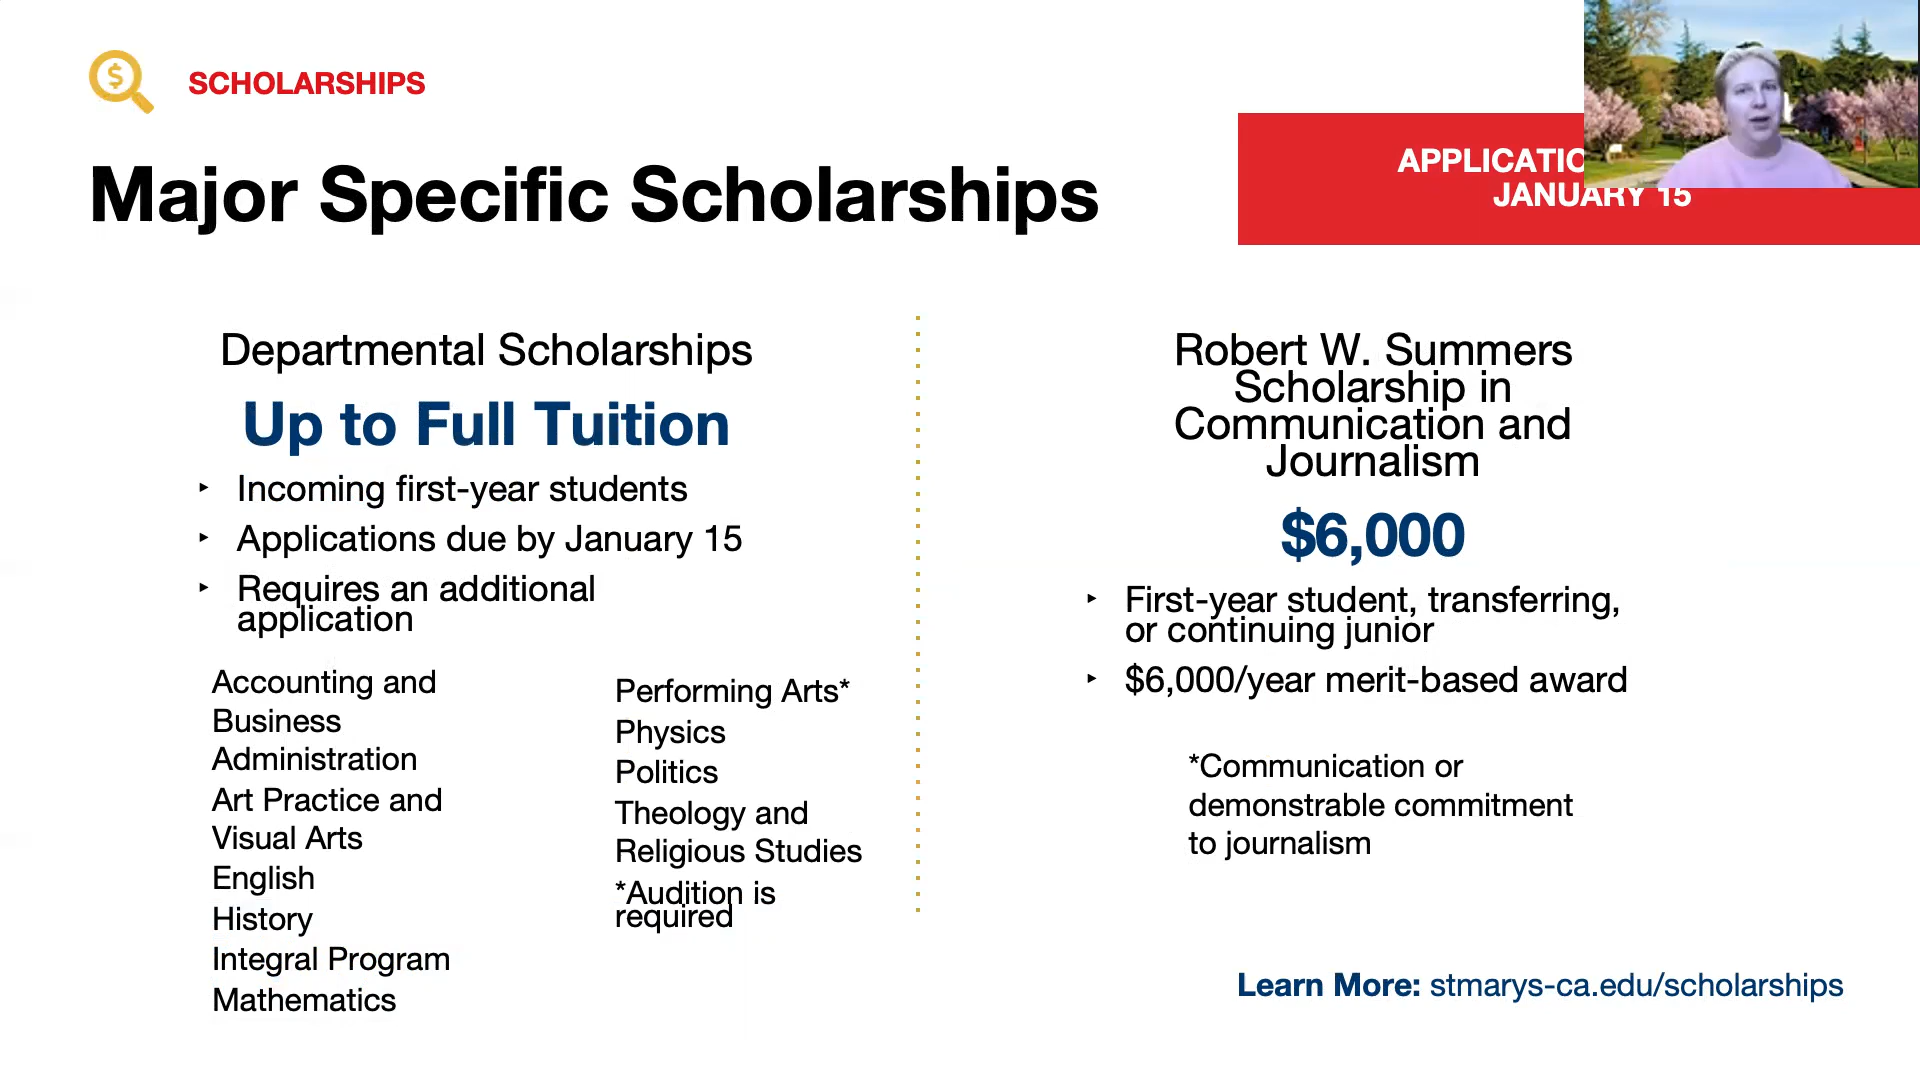 SCHOLARSHIPS
Major Specific Scholarships
JANUARY 15
Departmental Scholarships
Up to Full Tuition
‣ Incoming first-year students
‣ Applications due by January 15
‣ Requires an additional
application
Accounting and
Business
Administration
Art Practice and
Visual Arts
English
History
Integral Program
Mathematics
Performing Arts*
Physics
Politics
Theology and
Religious Studies
*Audition is
required
Robert W. Summers
Scholarship in
Communication and
Journalism
$6,000
‣ First-year student, transferring,
or continuing junior
‣ $6,000/year merit-based award
*Communication or
demonstrable commitment
to journalism
Learn More: stmarys-ca.edu/scholarships